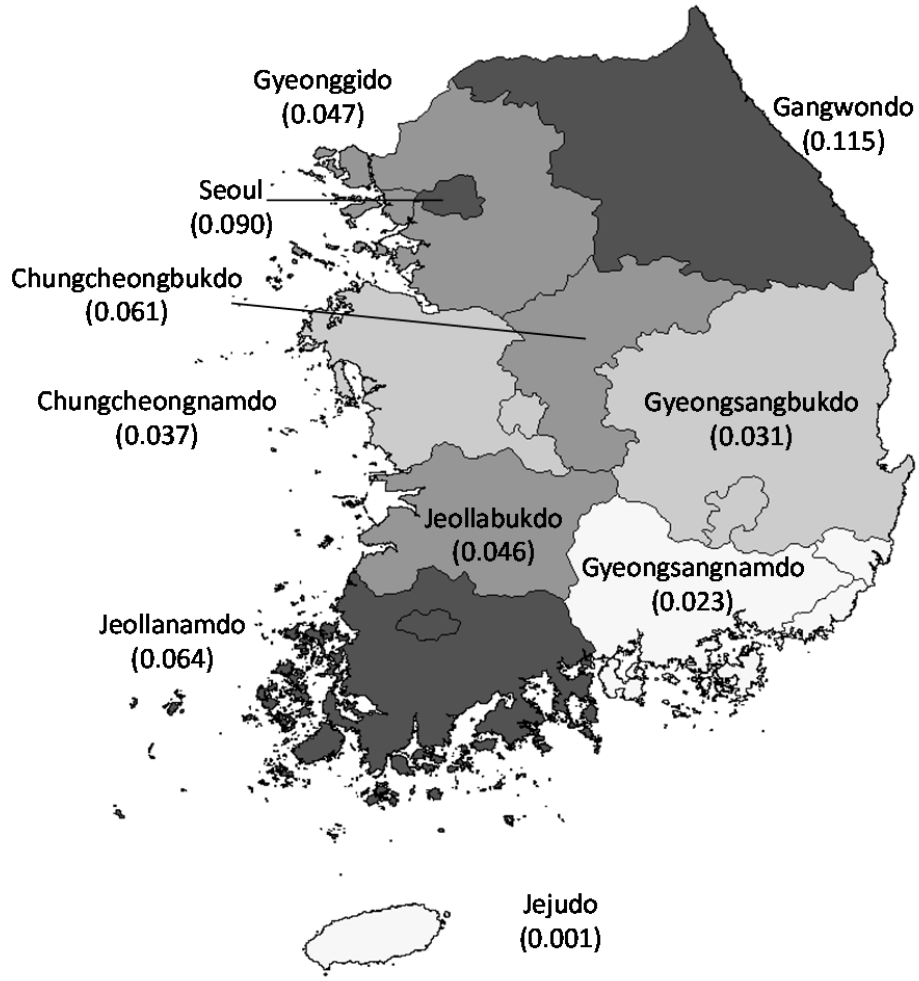 Gyeonggido
(0.047)
Gangwondo
(0.115)
Seoul
(0.090)
Chungcheongbukdo
(0.061)
Chungcheongnamdo
(0.037)
Gyeongsangbukdo
(0.031)
Jeollabukdo
(0.046)
Gyeongsangnamdo
(0.023)
Jeollanamdo
(0.064)
Jejudo
(0.001)